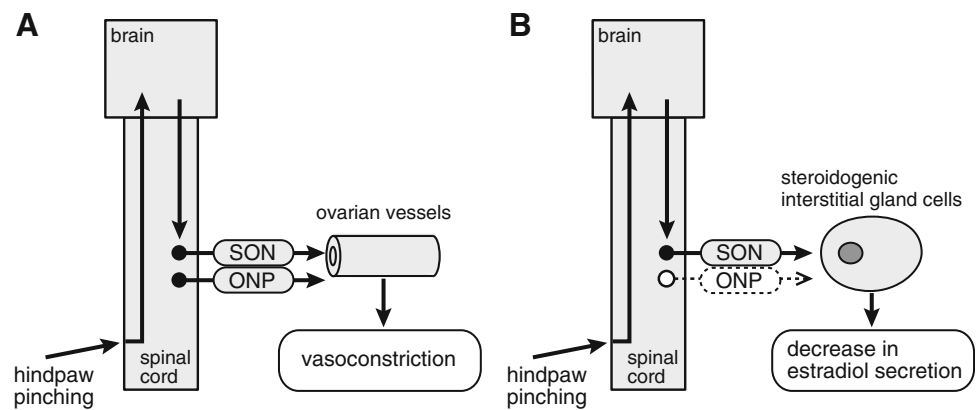 A
brain
ovarian vessels
SON
ONP
vasoconstriction
spinal
cord
hindpaw
pinching
B
brain
steroidogenic
interstitial gland cells
SON
ONP
decrease in
estradiol secretion
spinal
cord
hindpaw
pinching